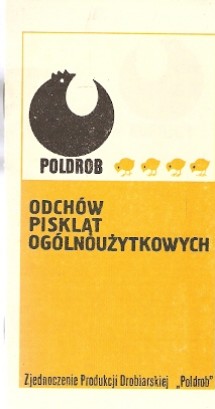 POLDROB
ODCHÓW
PISKLĄT
OGÓLNOUŻYTKOWYCH
Zjednoczenie Produkcji Drobiarskiej „Poldrob"